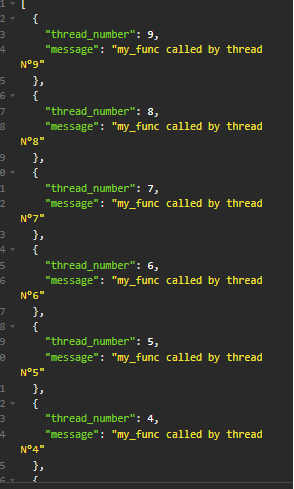 1 [
2 {
3 "thread_number": 9,
4 "message": "my_func called by thread
N°9"
5 },
6 {
7 "thread_number": 8,
8 "message": "my_func called by thread
N°8"
9 },
0 {
1 "thread_number": 7,
2 "message": "my_func called by thread
N°7"
3 },
4 {
5 "thread_number": 6,
6 "message": "my_func called by thread
N°6"
7 },
8 {
9 "thread_number": 5,
0 "message": "my_func called by thread
N°5"
1 },
2 {
3 "thread_number": 4,
4 "message": "my_func called by thread
N°4"
5 },
6 {